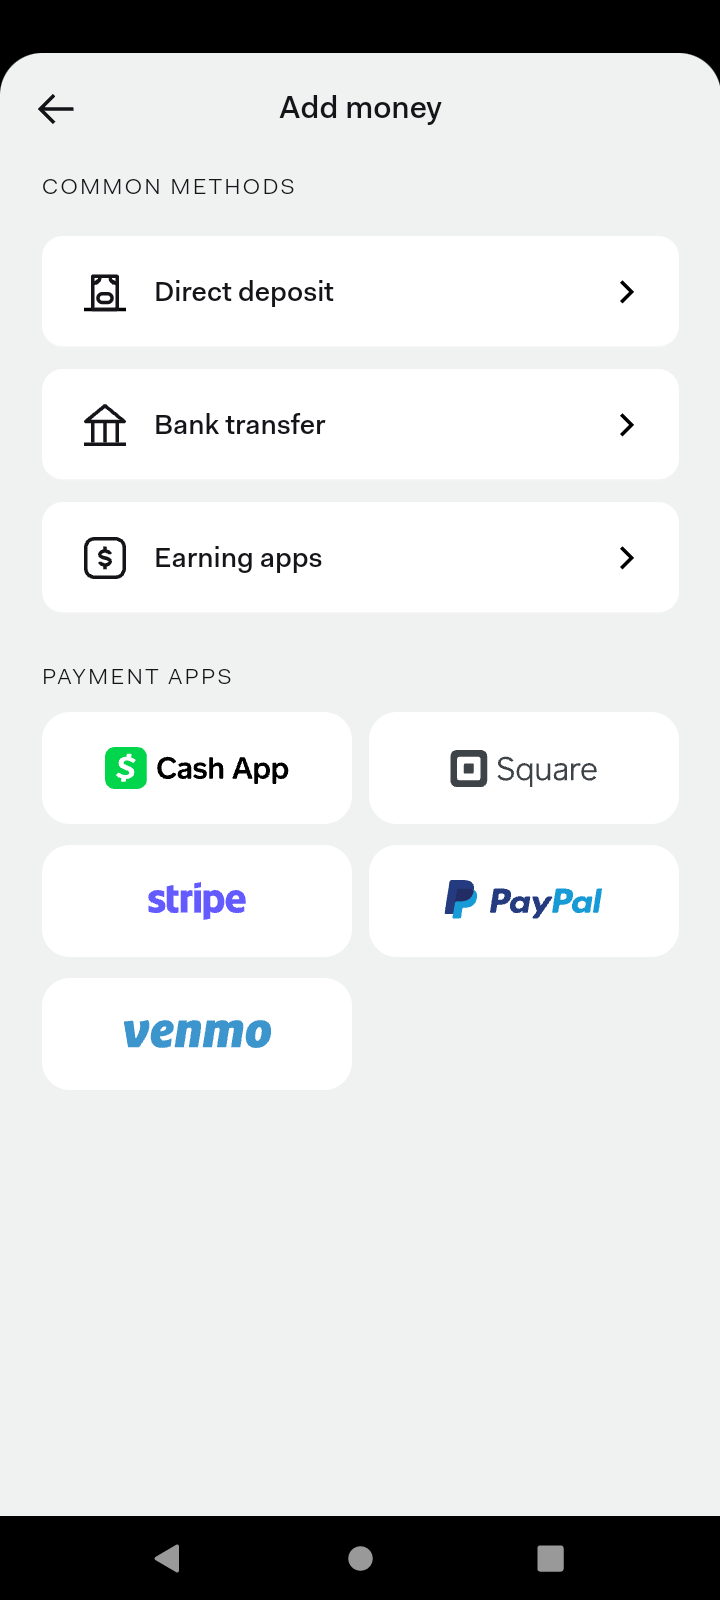 Add money
COMMON METHODS
Direct deposit
Bank transfer
Earning apps
PAYMENT APPS
Cash App
Square
stripe
PayPal
venmo